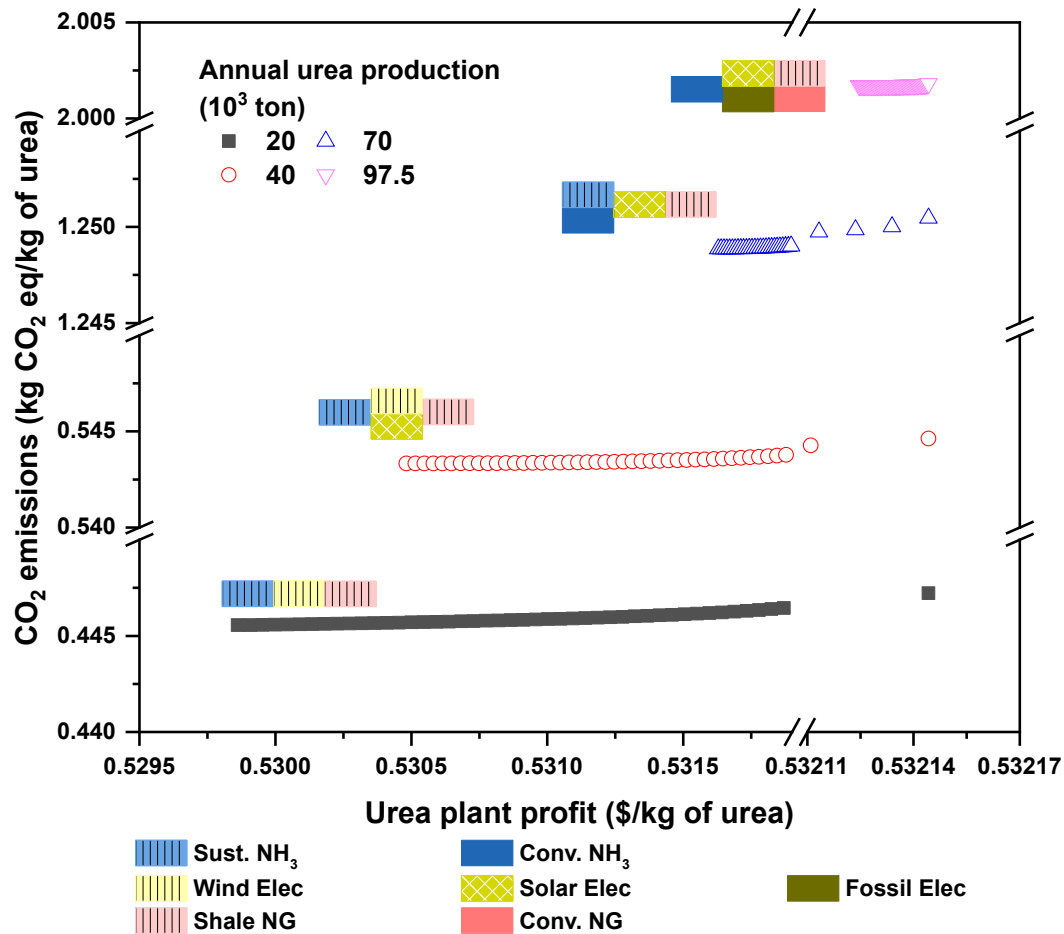 CO₂ emissions (kg CO₂ eq/kg of urea)
2.005
2.000
1.250
1.245
0.545
0.540
0.445
0.440
Annual urea production
(10³ ton)
20 70
40 97.5
0.5295 0.5300 0.5305 0.5310 0.5315 0.532211 0.532214 0.53217
Urea plant profit ($/kg of urea)
Sust. NH₃ Conv. NH₃
Wind Elec Solar Elec Fossil Elec
Shale NG Conv. NG